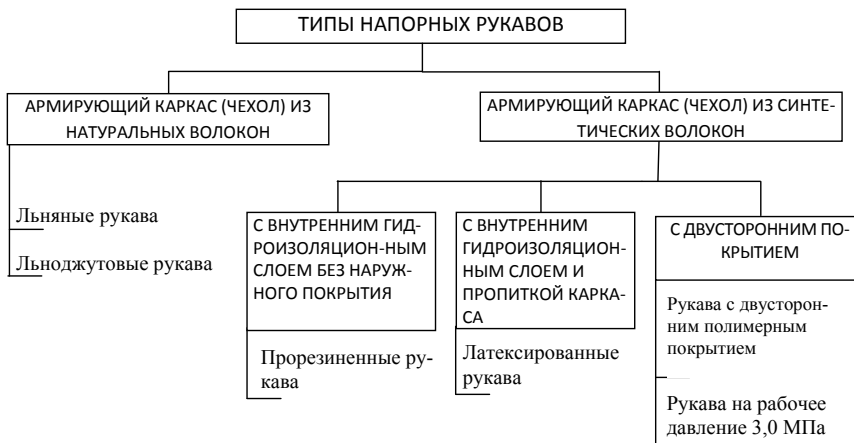 ТИПЫ НАПОРНЫХ РУКАВОВ
АРМИРУЮЩИЙ КАРКАС (ЧЕХОЛ) ИЗ
НАТУРАЛЬНЫХ ВОЛОКОН
АРМИРУЮЩИЙ КАРКАС (ЧЕХОЛ) ИЗ СИНТЕ-
ТИЧЕСКИХ ВОЛОКОН
Льняные рукава
Льноджутовые рукава
С ВНУТРЕННИМ ГИД-
РОИЗОЛЯЦИОН-НЫМ
СЛОЕМ БЕЗ НАРУЖ-
НОГО ПОКРЫТИЯ
Прорезиненные ру-
кава
С ВНУТРЕННИМ
ГИДРОИЗОЛЯЦИОН-
НЫМ СЛОЕМ И
ПРОПИТКОЙ КАРКА-
СА
Латексированные
рукава
С ДВУСТОРОННИМ ПО-
КРЫТИЕМ
Рукава с двусторон-
ним полимерным
покрытием
Рукава на рабочее
давление 3,0 МПа